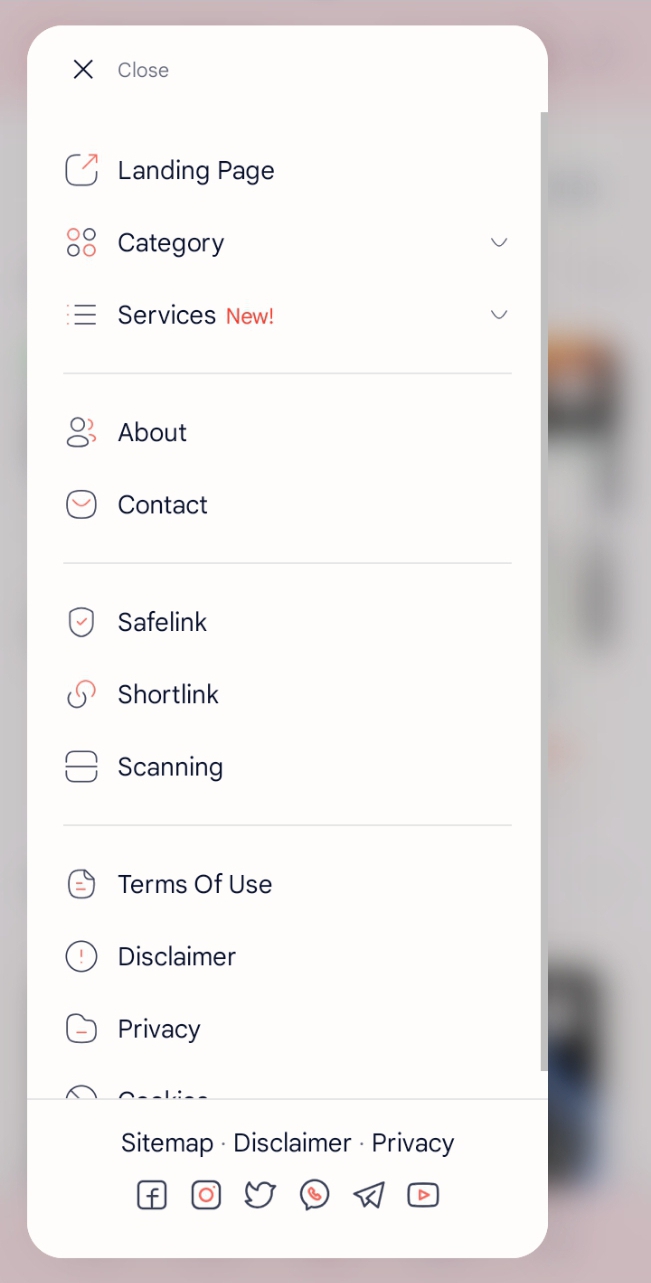 Close
Landing Page
Category
Services New!
About
Contact
Safelink
Shortlink
Scanning
Terms Of Use
Disclaimer
Privacy
Cookies
Sitemap · Disclaimer · Privacy